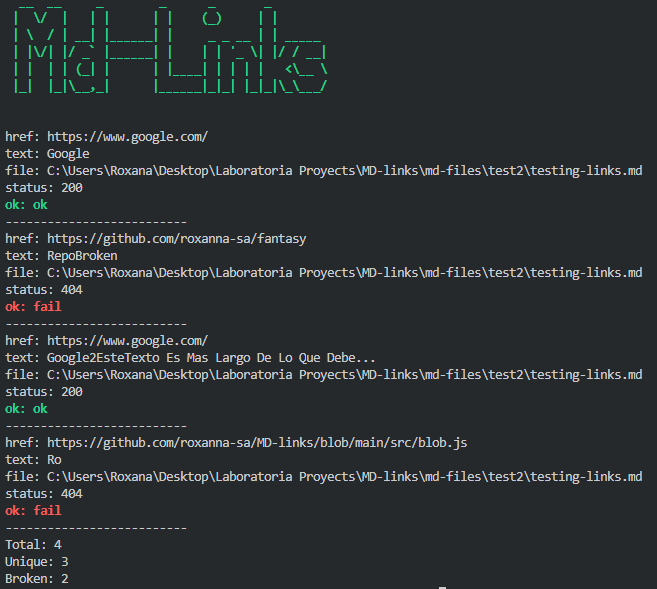 Md-Links
href: https://www.google.com/
text: Google
file: C:\Users\Roxana\Desktop\Laboratoria Proyects\MD-links\md-files\test2\testing-links.md
status: 200
ok: ok
--------------------------
href: https://github.com/roxanna-sa/fantasy
text: RepoBroken
file: C:\Users\Roxana\Desktop\Laboratoria Proyects\MD-links\md-files\test2\testing-links.md
status: 404
ok: fail
--------------------------
href: https://www.google.com/
text: Google2EsteTexto Es Mas Largo De Lo Que Debe...
file: C:\Users\Roxana\Desktop\Laboratoria Proyects\MD-links\md-files\test2\testing-links.md
status: 200
ok: ok
--------------------------
href: https://github.com/roxanna-sa/MD-links/blob/main/src/blob.js
text: Ro
file: C:\Users\Roxana\Desktop\Laboratoria Proyects\MD-links\md-files\test2\testing-links.md
status: 404
ok: fail
--------------------------
Total: 4
Unique: 3
Broken: 2